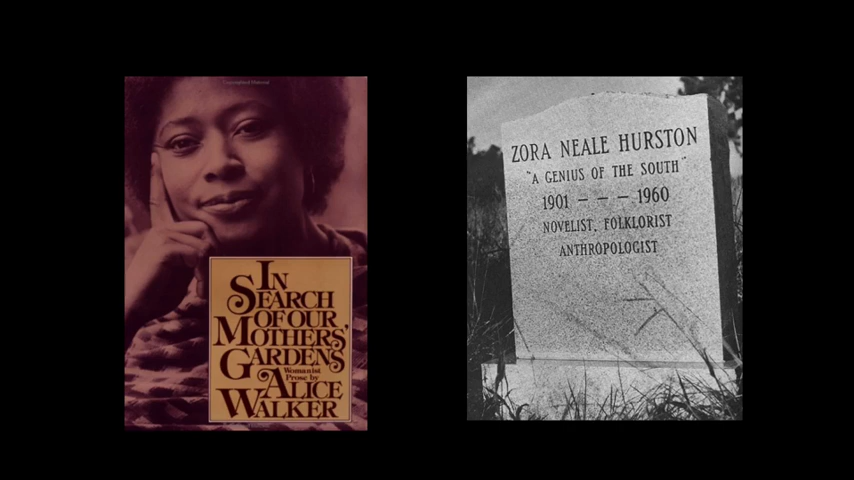 IN
SEARCH
OF OUR
MOTHERS'
GARDENS
Womanist
Prose by
ALICE
WALKER
ZORA NEALE HURSTON
"A GENIUS OF THE SOUTH"
1901 - - - 1960
NOVELIST, FOLKLORIST
ANTHROPOLOGIST